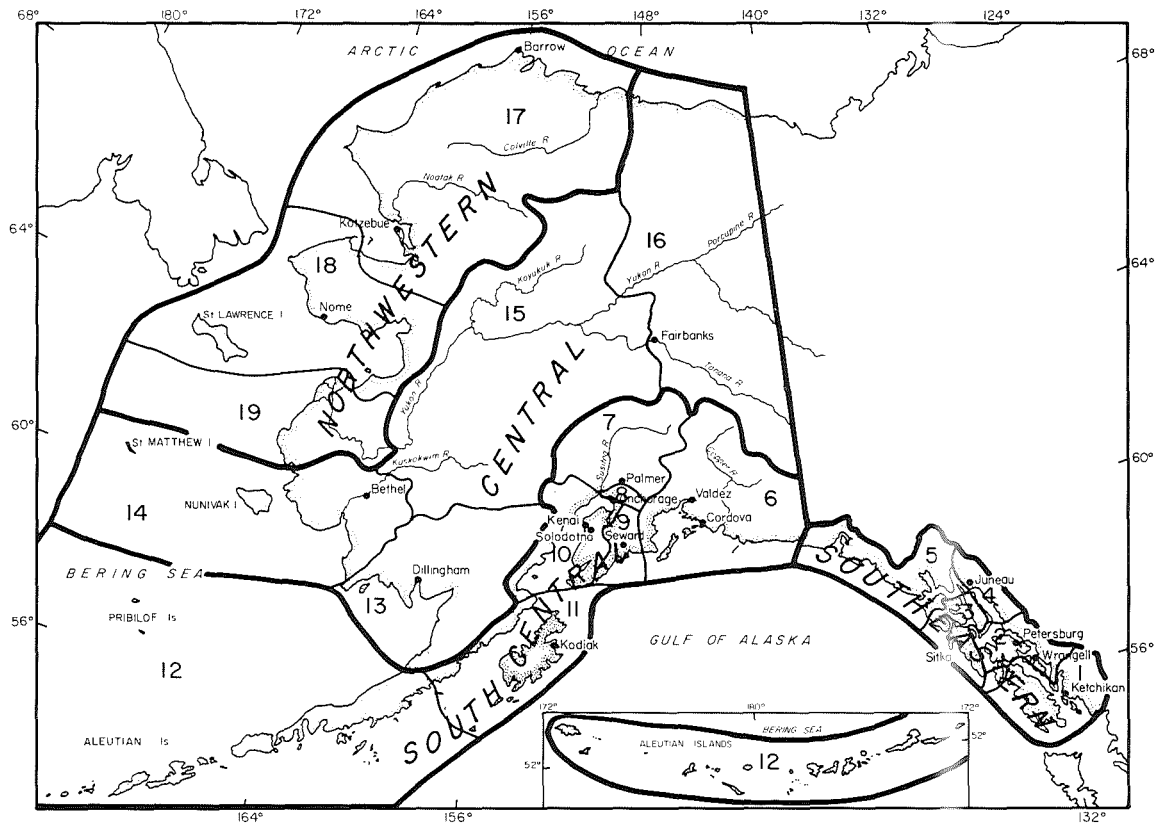 68° 180° 172° 164° 156° 148° 140° 132° 124°
ARCTIC OCEAN
Barrow
68°
17
Colville R
Noatak R
Kotzebue
64°
16
Porcupine R
18
Koyukuk R
Yukon R
64°
15
St LAWRENCE I
Nome
NORTHWESTERN
Fairbanks
Tanana R
19
Yukon R
CENTRAL
60°
7
St MATTHEW I
Kuskokwim R
Susitna R
Copper R
60°
Palmer
Bethel
8
Anchorage
Valdez
6
NUNIVAK I
14
Kenai
9
Cordova
Solodotna
Seward
10
5
BERING SEA
Dillingham
Juneau
13
4
11
PRIBILOF Is
SOUTHEASTERN
56°
GULF OF ALASKA
Petersburg
56°
Kodiak
Sitka
Wrangell
12
1
SOUTH CENTRAL
Ketchikan
172° 180° 172°
ALEUTIAN Is
BERING SEA
ALEUTIAN ISLANDS
52°
12
52°
164° 156° 132°